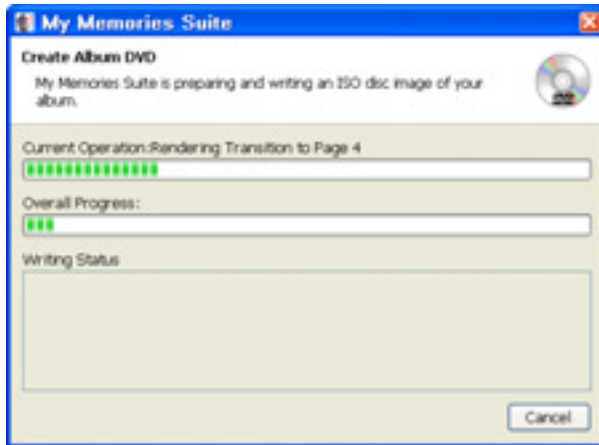 My Memories Suite
Create Album DVD
My Memories Suite is preparing and writing an ISO disc image of your
album.
Current Operation:Rendering Transition to Page 4
Overall Progress:
Writing Status
Cancel